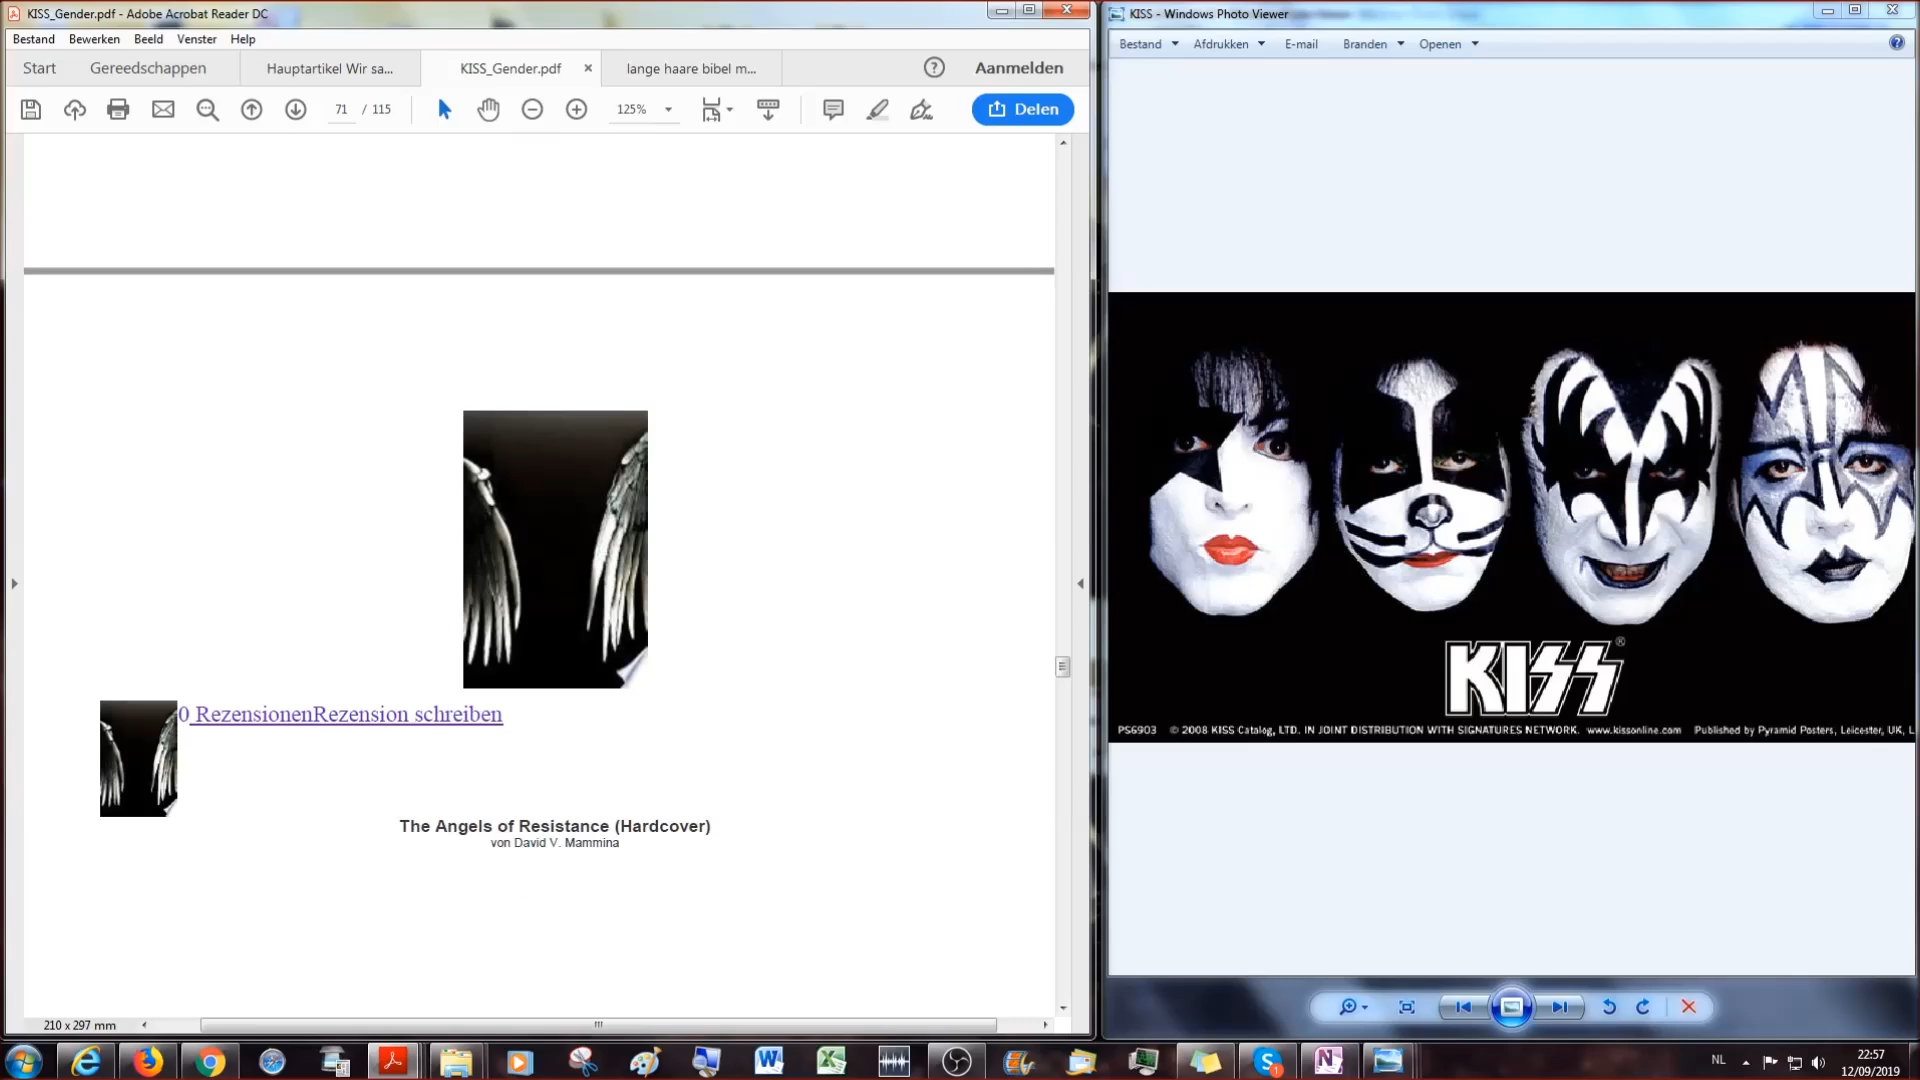 KISS_Gender.pdf - Adobe Acrobat Reader DC
Bestand Bewerken Beeld Venster Help
Start Gereedschappen Hauptartikel Wir sa... KISS_Gender.pdf lange haare bibel m... Aanmelden
71 / 115 125% Delen
0 RezensionenRezension schreiben
The Angels of Resistance (Hardcover)
von David V. Mammina
210 x 297 mm
KISS - Windows Photo Viewer
Bestand Afdrukken E-mail Branden Openen
KISS ®
PS6903 © 2008 KISS Catalog, LTD. IN JOINT DISTRIBUTION WITH SIGNATURES NETWORK. www.kissonline.com Published by Pyramid Posters, Leicester, UK, L
NL
22:57
12/09/2019